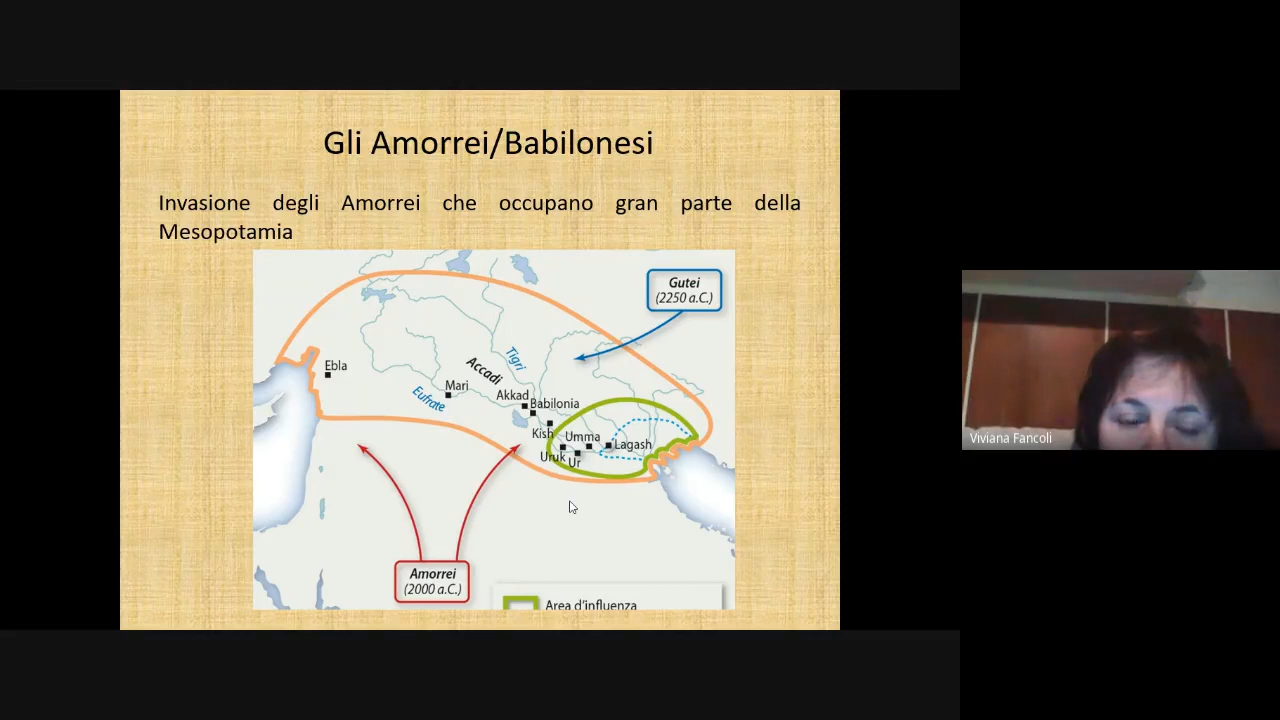 Gli Amorrei/Babilonesi
Invasione degli Amorrei che occupano gran parte della
Mesopotamia
Gutei
(2250 a.C.)
Ebla
Tigri
Accadi
Mari
Eufrate
Akkad
Babilonia
Kish
Umma
Lagash
Uruk
Ur
Amorrei
(2000 a.C.)
Area d'influenza
Viviana Fancoli